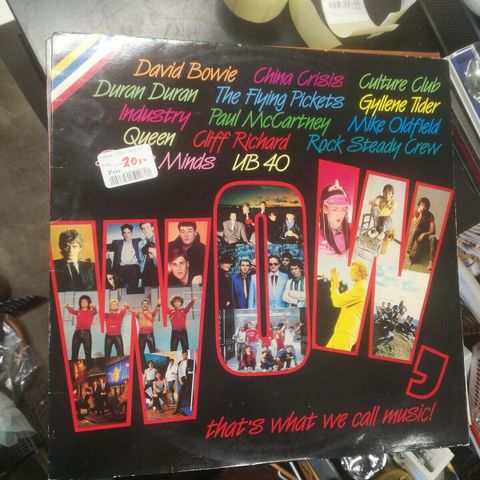 David Bowie China Crisis Culture Club
Duran Duran The Flying Pickets Gyllene Tider
Industry Paul McCartney Mike Oldfield
Queen Cliff Richard Rock Steady Crew
Minds UB 40
201-
WOW,
that's what we call music!